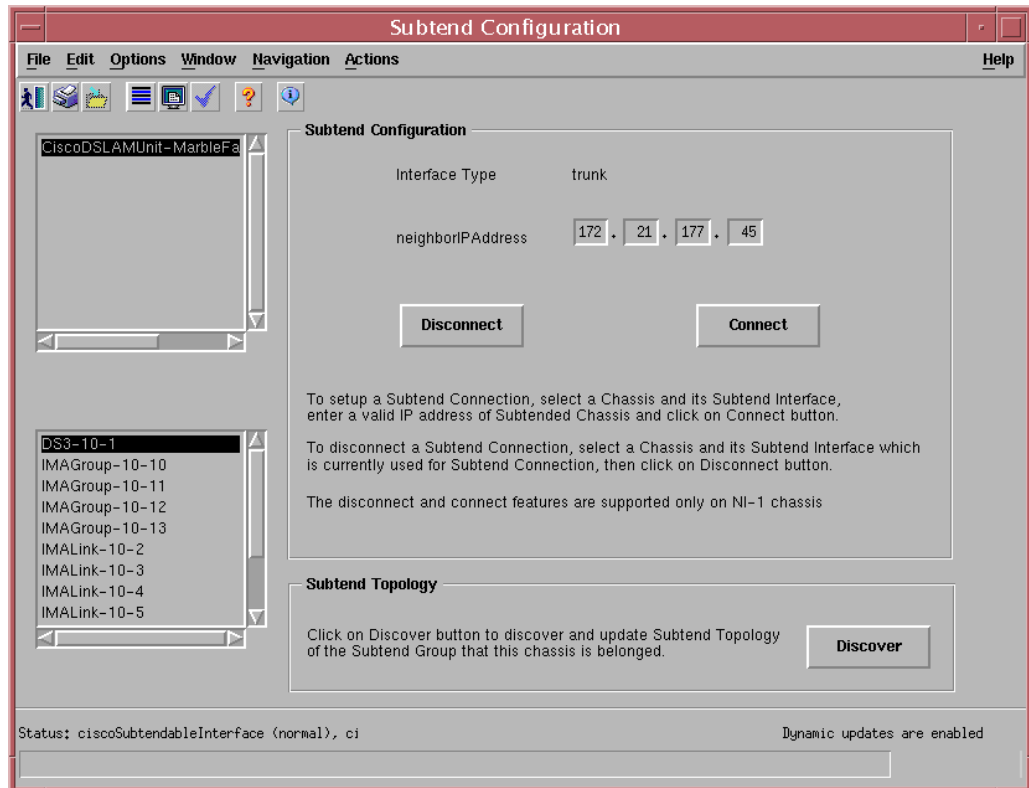 Subtend Configuration
File Edit Options Window Navigation Actions Help
CiscoDSLAMUnit-MarbleFa
Subtend Configuration
Interface Type trunk
neighborIPAddress 172 . 21 . 177 . 45
Disconnect Connect
To setup a Subtend Connection, select a Chassis and its Subtend Interface,
enter a valid IP address of Subtended Chassis and click on Connect button.
To disconnect a Subtend Connection, select a Chassis and its Subtend Interface which
is currently used for Subtend Connection, then click on Disconnect button.
The disconnect and connect features are supported only on NI-1 chassis
DS3-10-1
IMAGroup-10-10
IMAGroup-10-11
IMAGroup-10-12
IMAGroup-10-13
IMALink-10-2
IMALink-10-3
IMALink-10-4
IMALink-10-5
Subtend Topology
Click on Discover button to discover and update Subtend Topology
of the Subtend Group that this chassis is belonged.
Discover
Status: ciscoSubtendableInterface (normal), ci Dynamic updates are enabled